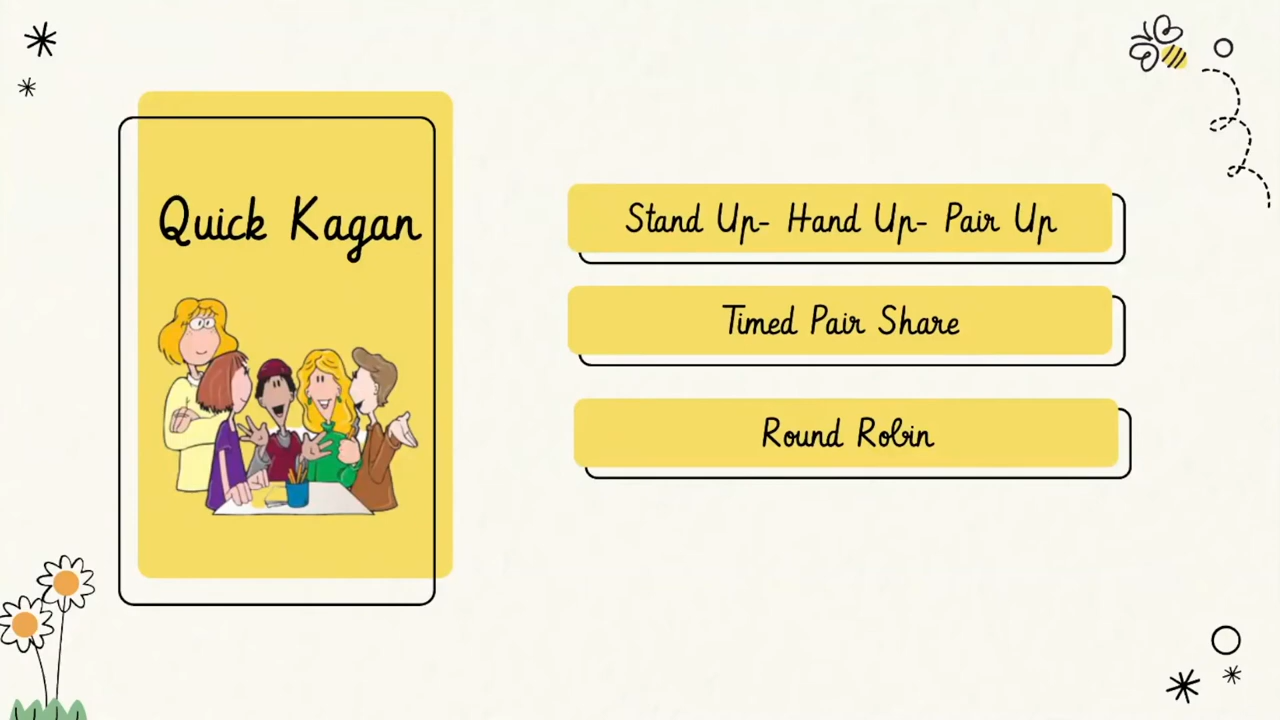 Quick Kagan
Stand Up- Hand Up- Pair Up
Timed Pair Share
Round Robin